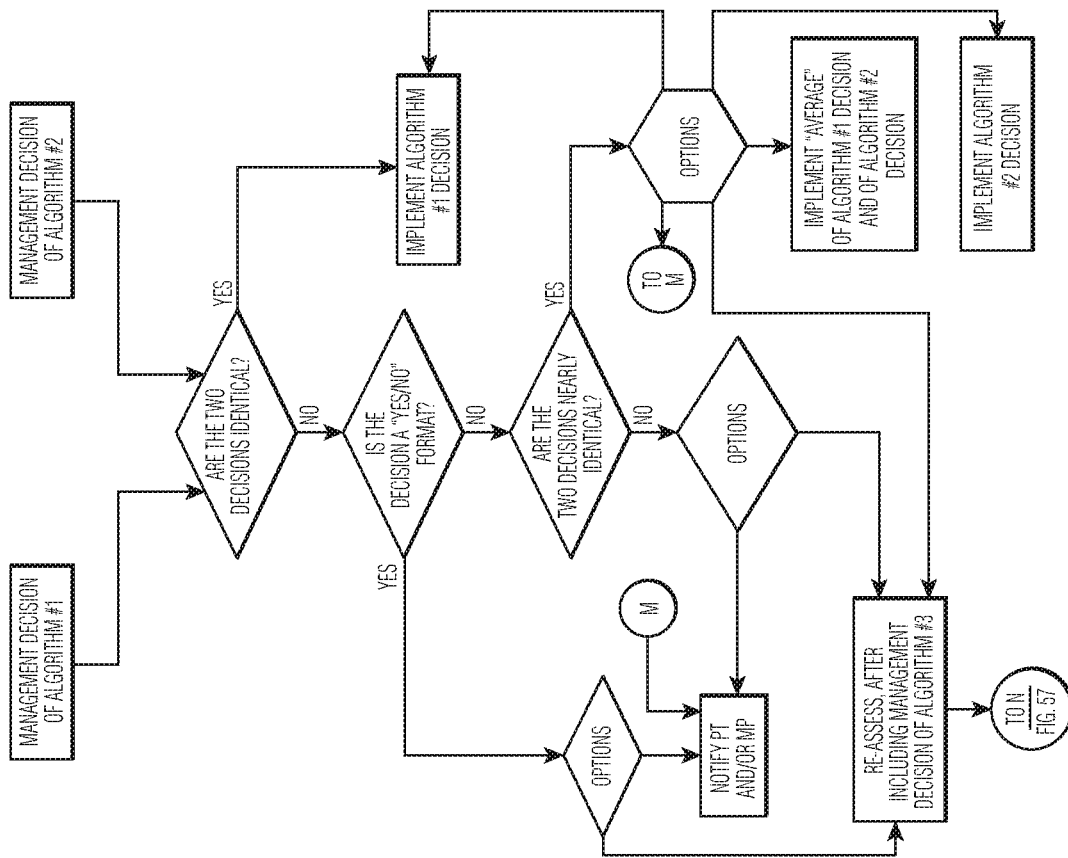 MANAGEMENT DECISION
OF ALGORITHM #1
MANAGEMENT DECISION
OF ALGORITHM #2
ARE THE TWO
DECISIONS IDENTICAL?
YES
NO
IMPLEMENT ALGORITHM
#1 DECISION
IS THE
DECISION A "YES/NO"
FORMAT?
YES
NO
ARE THE
TWO DECISIONS NEARLY
IDENTICAL?
YES
NO
OPTIONS
TO
M
IMPLEMENT "AVERAGE"
OF ALGORITHM #1 DECISION
AND OF ALGORITHM #2
DECISION
IMPLEMENT ALGORITHM
#2 DECISION
OPTIONS
M
OPTIONS
NOTIFY PT
AND/OR MP
RE-ASSESS, AFTER
INCLUDING MANAGEMENT
DECISION OF ALGORITHM #3
TO N
FIG. 57